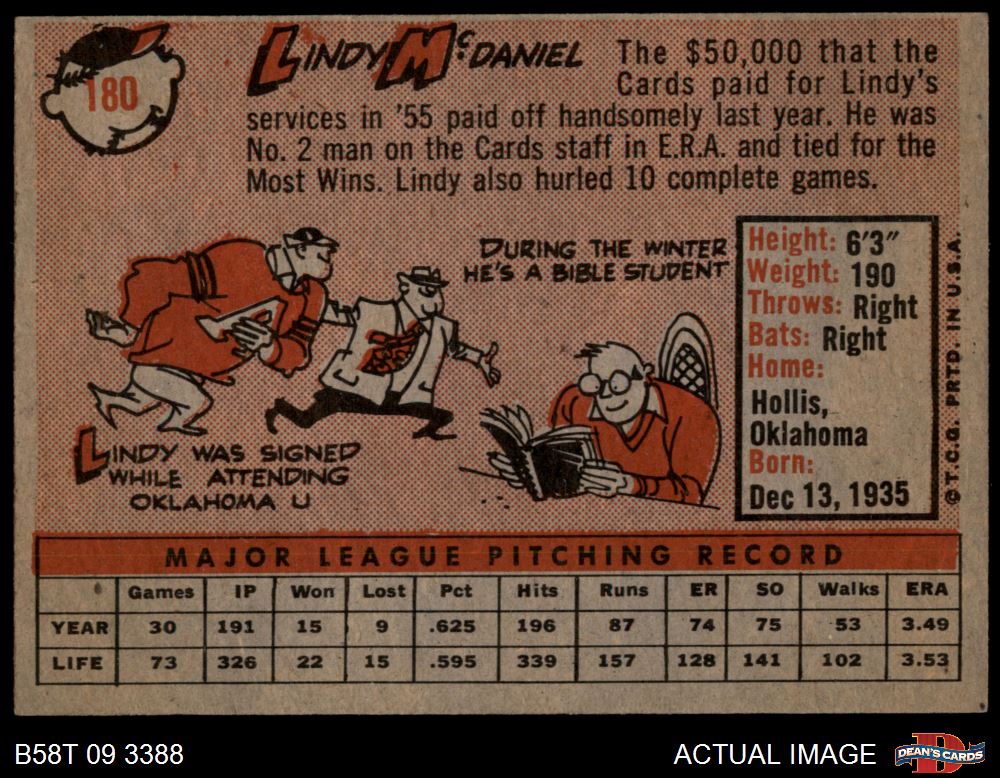 180
LINDY McDANIEL
The $50,000 that the
Cards paid for Lindy's
services in '55 paid off handsomely last year. He was
No. 2 man on the Cards staff in E.R.A. and tied for the
Most Wins. Lindy also hurled 10 complete games.
DURING THE WINTER
HE'S A BIBLE STUDENT
LINDY WAS SIGNED
WHILE ATTENDING
OKLAHOMA U
Height: 6'3"
Weight: 190
Throws: Right
Bats: Right
Home:
Hollis,
Oklahoma
Born:
Dec 13, 1935
© T.C.G. PRTD. IN U.S.A.
MAJOR LEAGUE PITCHING RECORD
Games IP Won Lost Pct Hits Runs ER SO Walks ERA
YEAR 30 191 15 9 .625 196 87 74 75 53 3.49
LIFE 73 326 22 15 .595 339 157 128 141 102 3.53
B58T 09 3388
ACTUAL IMAGE
DEAN'S CARDS